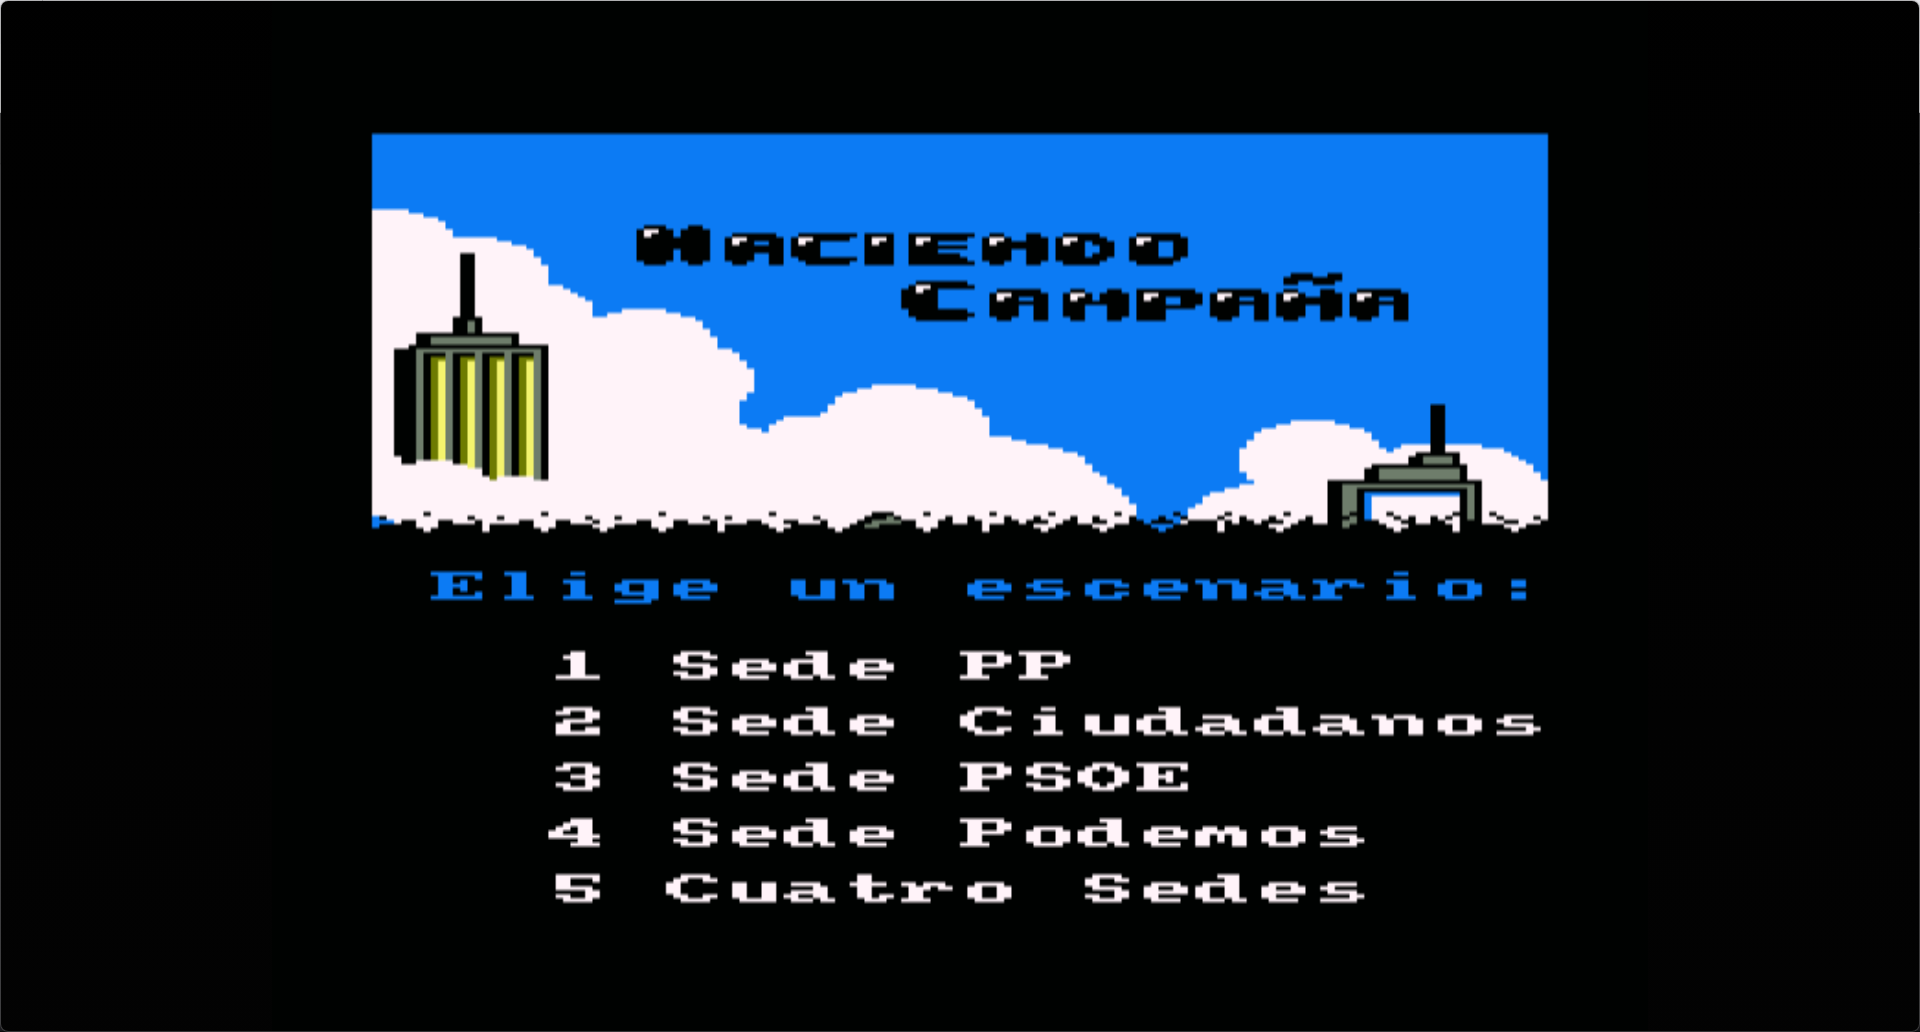 Haciendo
Campaña
Elige un escenario:
1 Sede PP
2 Sede Ciudadanos
3 Sede PSOE
4 Sede Podemos
5 Cuatro Sedes